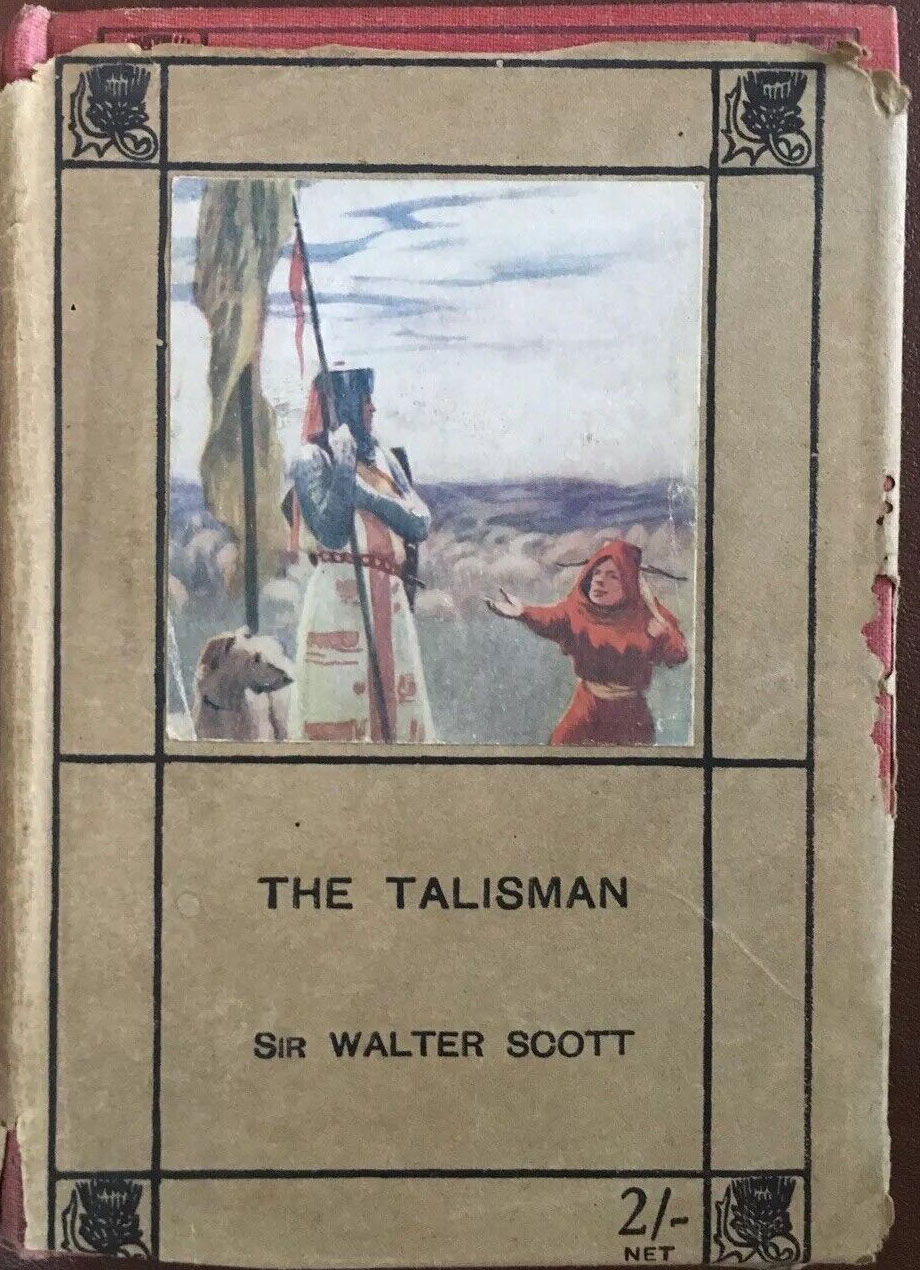 THE TALISMAN
SIR WALTER SCOTT
2/-
NET